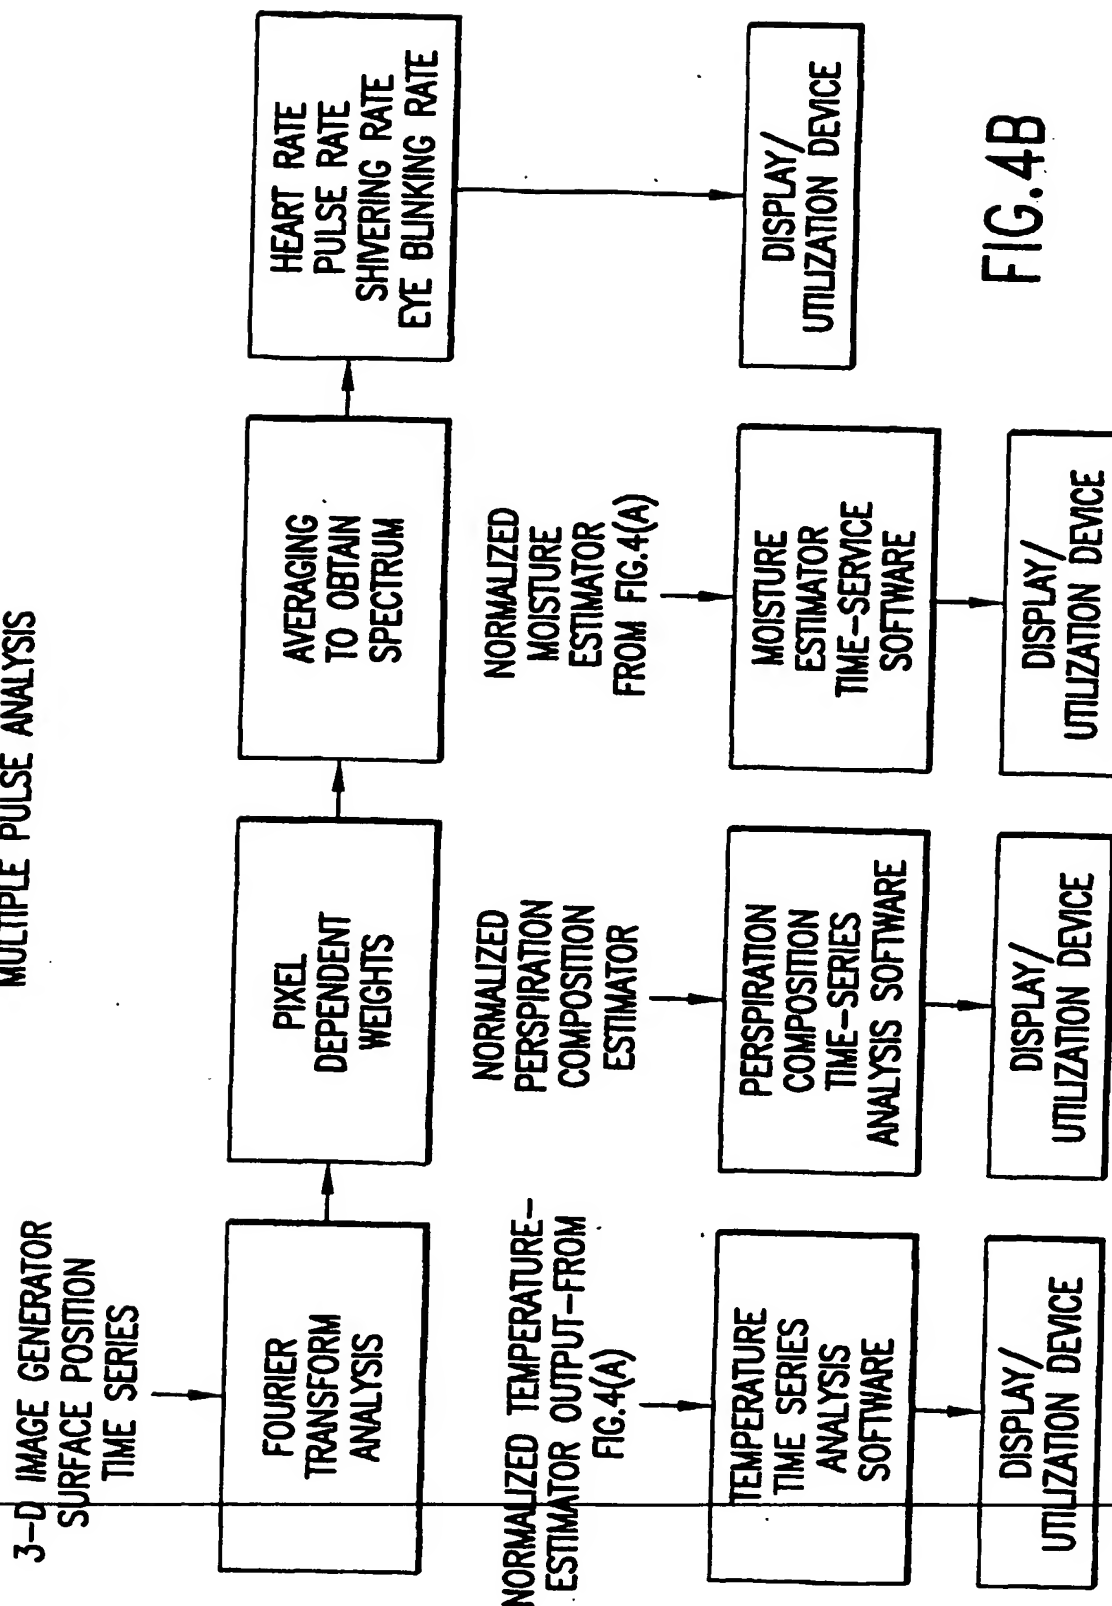 MULTIPLE PULSE ANALYSIS
3-D IMAGE GENERATOR
SURFACE POSITION
TIME SERIES
FOURIER
TRANSFORM
ANALYSIS
PIXEL
DEPENDENT
WEIGHTS
AVERAGING
TO OBTAIN
SPECTRUM
HEART RATE
PULSE RATE
SHIVERING RATE
EYE BLINKING RATE
DISPLAY/
UTILIZATION DEVICE
NORMALIZED TEMPERATURE-
ESTIMATOR OUTPUT-FROM
FIG.4(A)
TEMPERATURE
TIME SERIES
ANALYSIS
SOFTWARE
DISPLAY/
UTILIZATION DEVICE
NORMALIZED
PERSPIRATION
COMPOSITION
ESTIMATOR
PERSPIRATION
COMPOSITION
TIME-SERIES
ANALYSIS SOFTWARE
DISPLAY/
UTILIZATION DEVICE
NORMALIZED
MOISTURE
ESTIMATOR
FROM FIG.4(A)
MOISTURE
ESTIMATOR
TIME-SERVICE
SOFTWARE
DISPLAY/
UTILIZATION DEVICE
FIG.4B